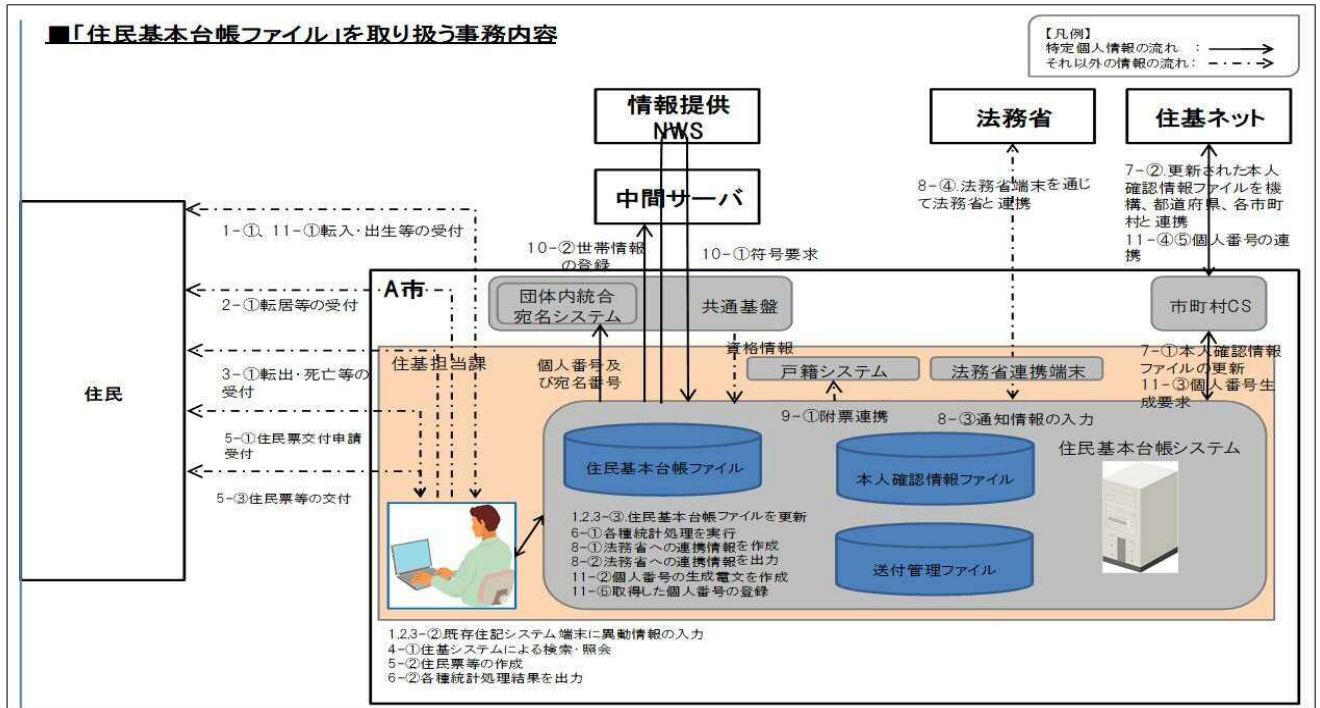 ■「住民基本台帳ファイル」を取り扱う事務内容
【凡例】
特定個人情報の流れ ：
それ以外の情報の流れ：
情報提供
NWS
法務省
住基ネット
中間サーバ
住民
1-①、11-①転入・出生等の受付
2-①転居等の受付
3-①転出・死亡等の
受付
5-①住民票交付申請
受付
5-③住民票等の交付
10-②世帯情報
の登録
10-①符号要求
8-④.法務省端末を通じ
て法務省と連携
7-②.更新された本人
確認情報ファイルを機
構、都道府県、各市町
村と連携
11-④⑤個人番号の連
携
A市
団体内統合
宛名システム
共通基盤
市町村CS
住基担当課
個人番号及
び宛名番号
資格情報
戸籍システム
法務省連携端末
7-①本人確認情報
ファイルの更新
11-③個人番号生
成要求
9-①附票連携
8-③通知情報の入力
住民基本台帳システム
住民基本台帳ファイル
本人確認情報ファイル
送付管理ファイル
1,2,3-③.住民基本台帳ファイルを更新
6-①各種統計処理を実行
8-①法務省への連携情報を作成
8-②法務省への連携情報を出力
11-②個人番号の生成電文を作成
11-⑥取得した個人番号の登録
1,2,3-②.既存住記システム端末に異動情報の入力
4-①住基システムによる検索・照会
5-②住民票等の作成
6-②各種統計処理結果を出力